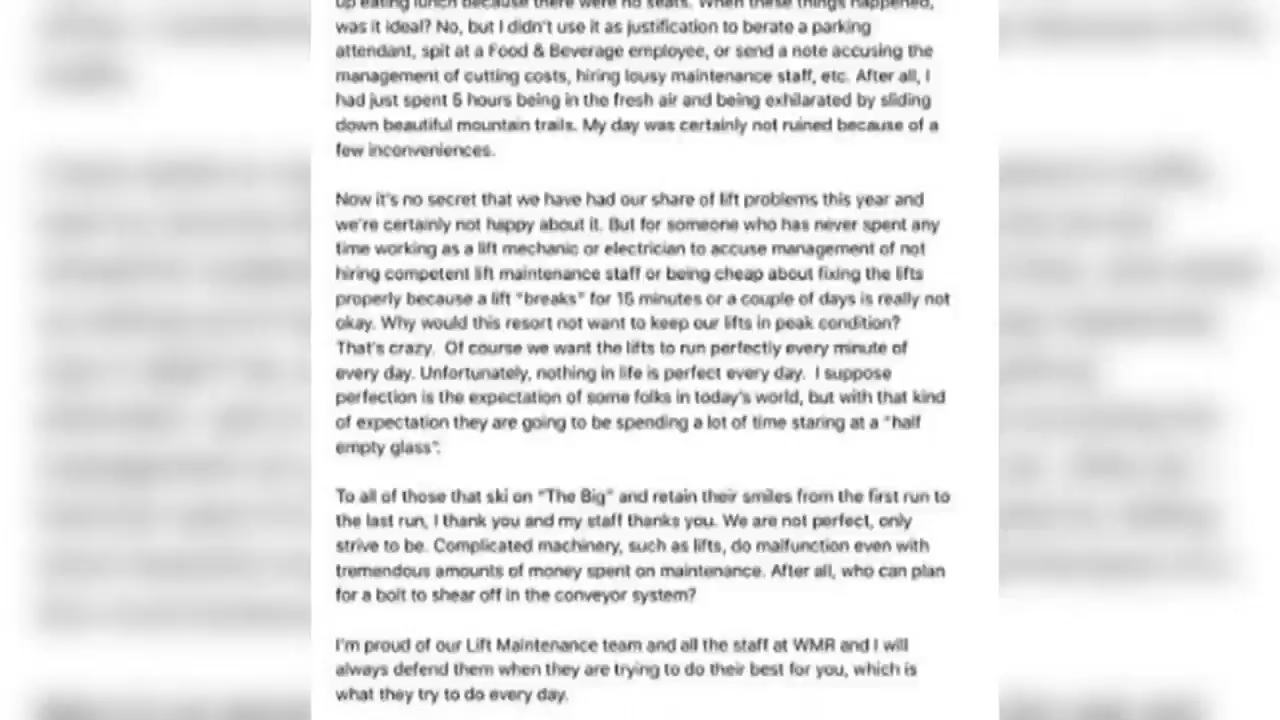 up eating lunch because there were no seats. When these things happened,
was it ideal? No, but I didn't use it as justification to berate a parking
attendant, spit at a Food & Beverage employee, or send a note accusing the
management of cutting costs, hiring lousy maintenance staff, etc. After all, I
had just spent 5 hours being in the fresh air and being exhilarated by sliding
down beautiful mountain trails. My day was certainly not ruined because of a
few inconveniences.
Now it's no secret that we have had our share of lift problems this year and
we're certainly not happy about it. But for someone who has never spent any
time working as a lift mechanic or electrician to accuse management of not
hiring competent lift maintenance staff or being cheap about fixing the lifts
properly because a lift "breaks" for 15 minutes or a couple of days is really not
okay. Why would this resort not want to keep our lifts in peak condition?
That's crazy. Of course we want the lifts to run perfectly every minute of
every day. Unfortunately, nothing in life is perfect every day. I suppose
perfection is the expectation of some folks in today's world, but with that kind
of expectation they are going to be spending a lot of time staring at a "half
empty glass".
To all of those that ski on "The Big" and retain their smiles from the first run to
the last run, I thank you and my staff thanks you. We are not perfect, only
strive to be. Complicated machinery, such as lifts, do malfunction even with
tremendous amounts of money spent on maintenance. After all, who can plan
for a bolt to shear off in the conveyor system?
I'm proud of our Lift Maintenance team and all the staff at WMR and I will
always defend them when they are trying to do their best for you, which is
what they try to do every day.